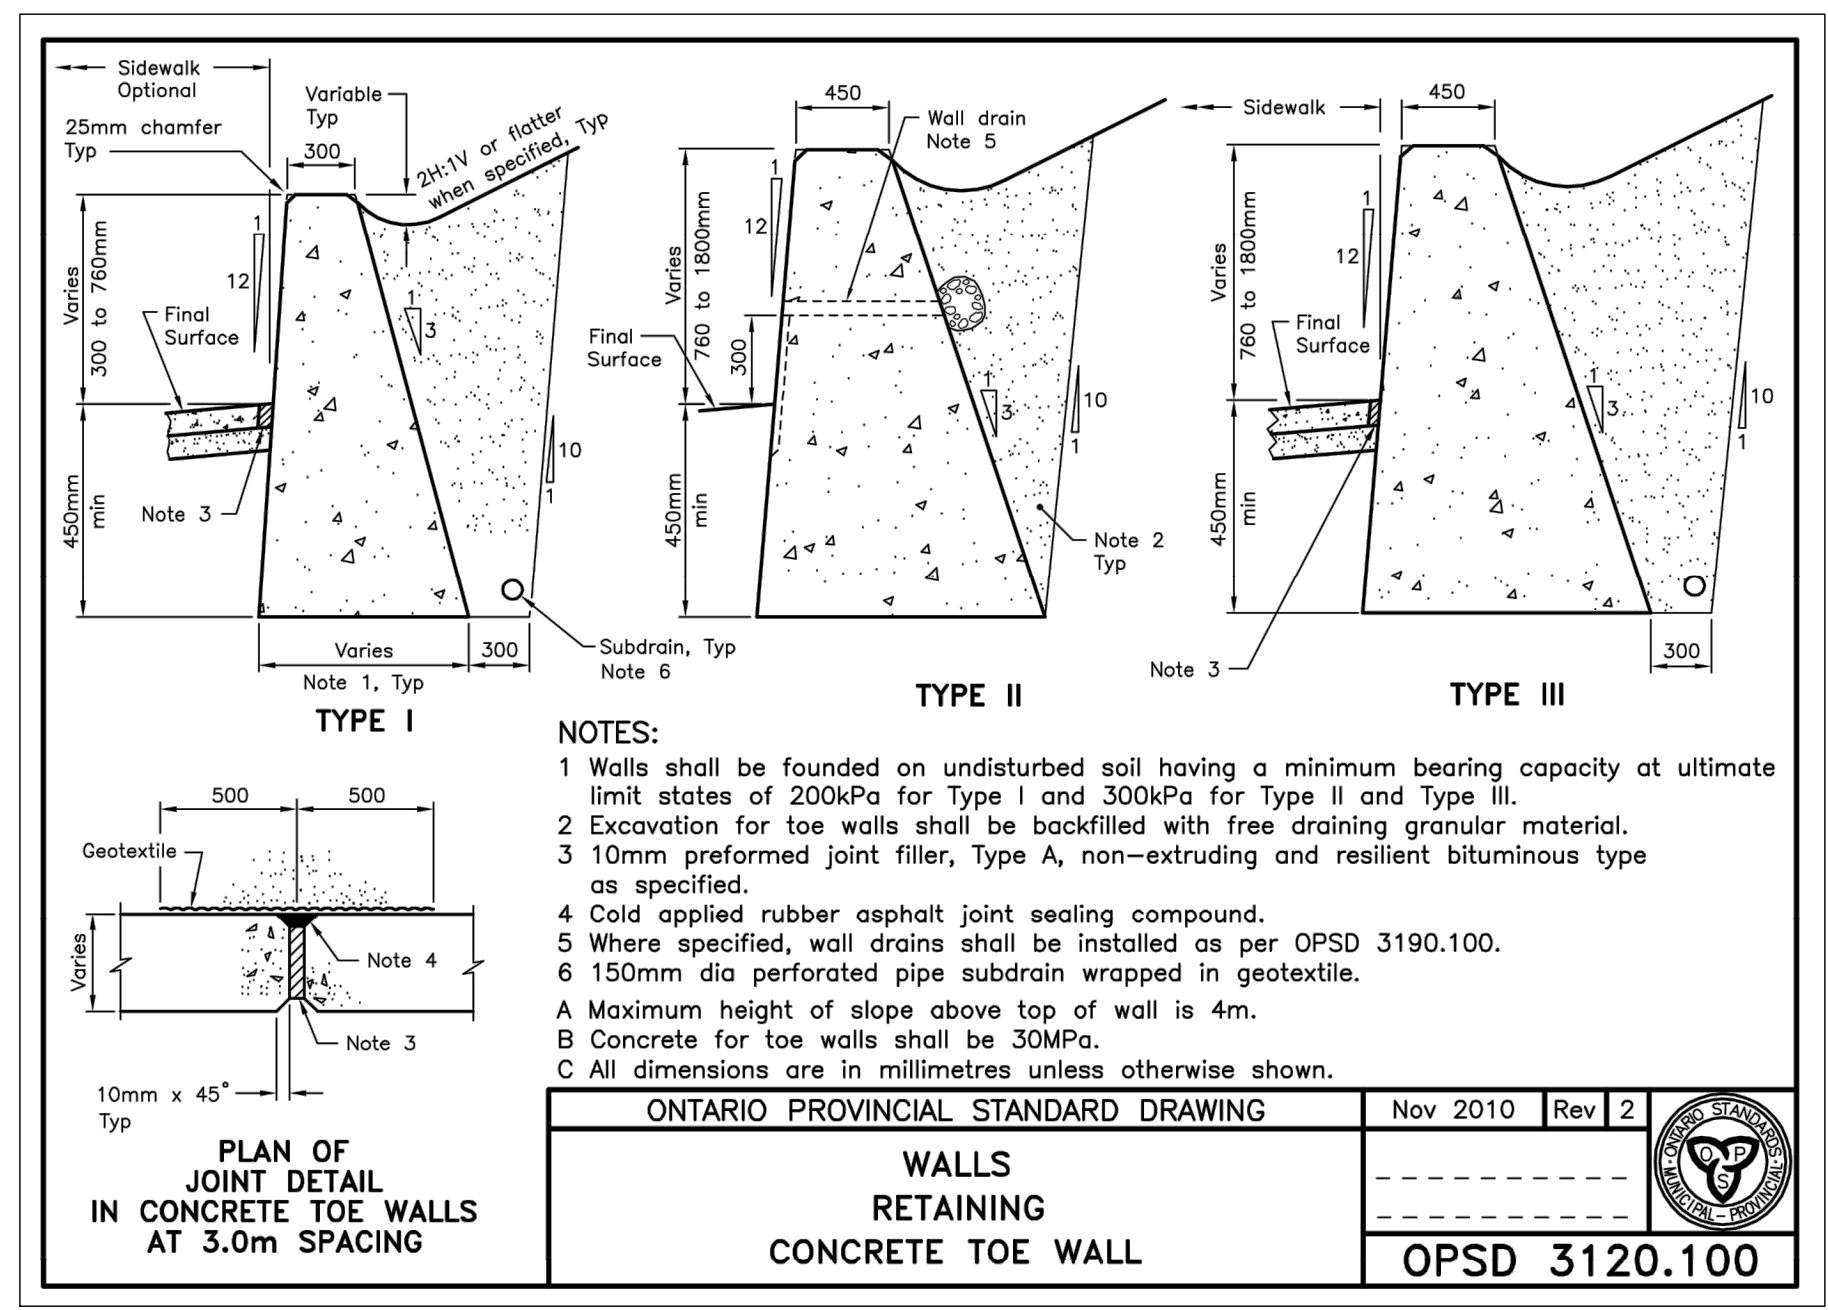 Sidewalk
Optional
Variable
Typ
25mm chamfer
Typ
300
2H:1V or flatter
when specified, Typ
Varies
300 to 760mm
1
12
1
3
Final
Surface
10
1
Note 3
450mm
min
Varies
300
Note 1, Typ
Subdrain, Typ
Note 6
TYPE I
450
Wall drain
Note 5
1
12
Varies
760 to 1800mm
Final
Surface
300
1
3
10
1
450mm
min
Note 2
Typ
TYPE II
Sidewalk
450
1
12
Varies
760 to 1800mm
Final
Surface
1
3
10
1
450mm
min
Note 3
300
TYPE III
500
500
Geotextile
Varies
Note 4
Note 3
10mm x 45°
Typ
PLAN OF
JOINT DETAIL
IN CONCRETE TOE WALLS
AT 3.0m SPACING
NOTES:
1 Walls shall be founded on undisturbed soil having a minimum bearing capacity at ultimate
limit states of 200kPa for Type I and 300kPa for Type II and Type III.
2 Excavation for toe walls shall be backfilled with free draining granular material.
3 10mm preformed joint filler, Type A, non-extruding and resilient bituminous type
as specified.
4 Cold applied rubber asphalt joint sealing compound.
5 Where specified, wall drains shall be installed as per OPSD 3190.100.
6 150mm dia perforated pipe subdrain wrapped in geotextile.
A Maximum height of slope above top of wall is 4m.
B Concrete for toe walls shall be 30MPa.
C All dimensions are in millimetres unless otherwise shown.
ONTARIO PROVINCIAL STANDARD DRAWING
Nov 2010
Rev
2
WALLS
RETAINING
CONCRETE TOE WALL
ONTARIO STANDARDS
MUNICIPAL - PROVINCIAL
O P
S
OPSD 3120.100